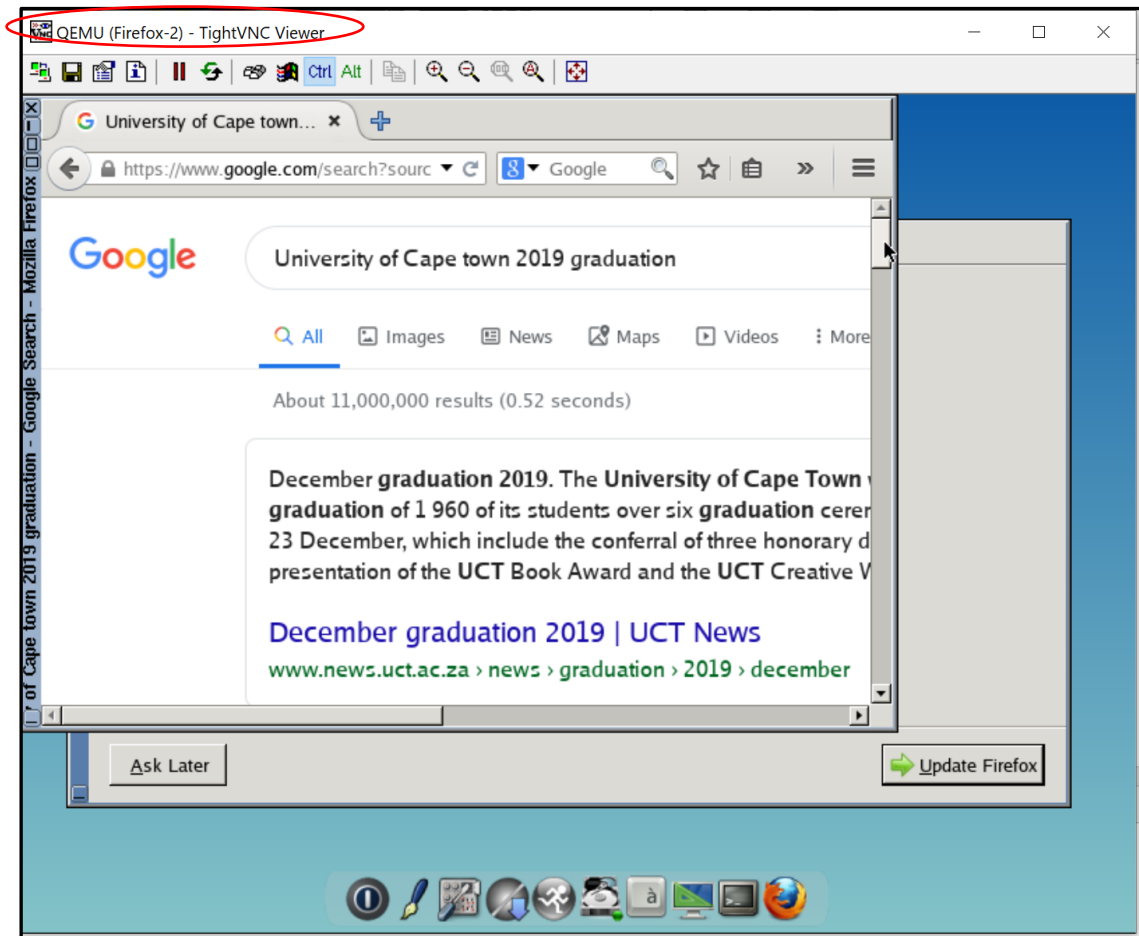 QEMU (Firefox-2) - TightVNC Viewer
Ctrl Alt
University of Cape town...
https://www.google.com/search?sourc
8 Google
Google
University of Cape town 2019 graduation
All Images News Maps Videos More
About 11,000,000 results (0.52 seconds)
December graduation 2019. The University of Cape Town
graduation of 1 960 of its students over six graduation cerer
23 December, which include the conferral of three honorary d
presentation of the UCT Book Award and the UCT Creative
December graduation 2019 | UCT News
www.news.uct.ac.za › news › graduation › 2019 › december
of Cape town 2019 graduation - Google Search - Mozilla Firefox
Ask Later
Update Firefox
à